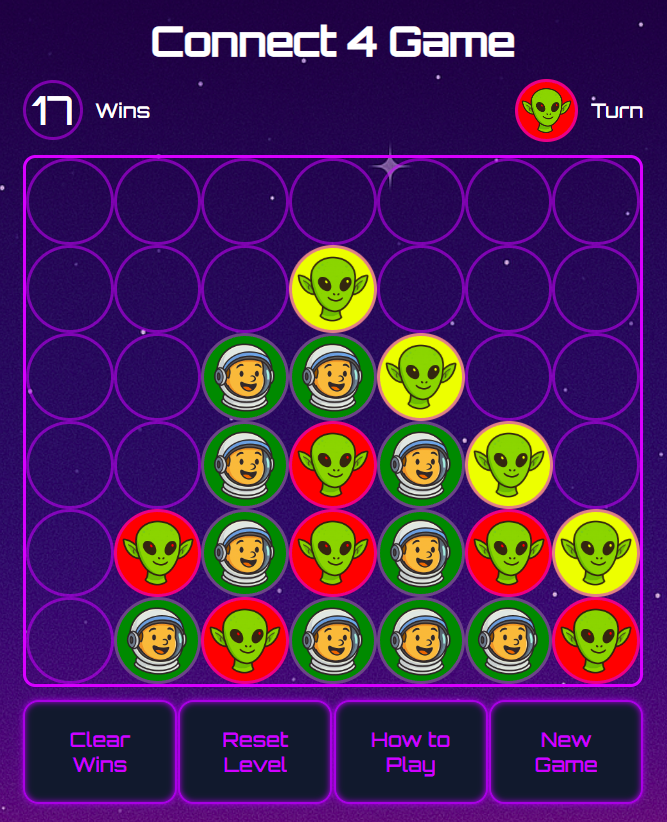 Connect 4 Game
17 Wins
Turn
Clear
Wins
Reset
Level
How to
Play
New
Game